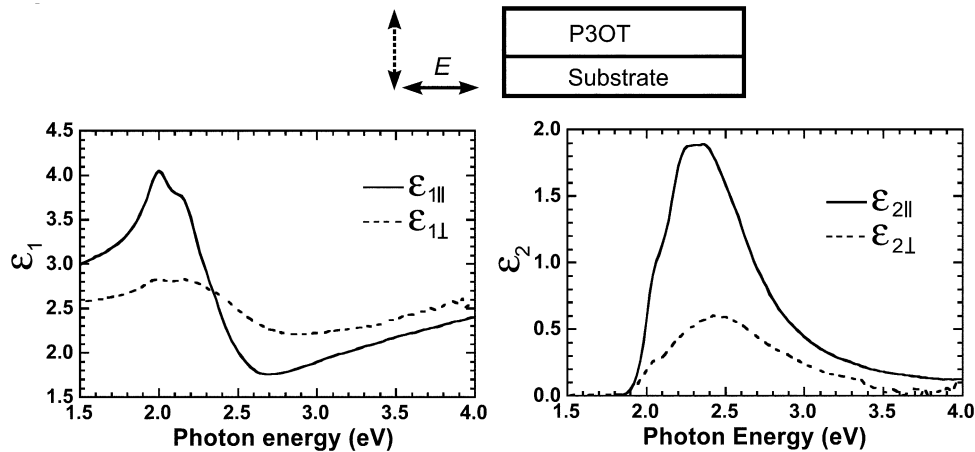 P3OT
E
Substrate
4.5
4.0
3.5
3.0
2.5
2.0
1.5
ε1
ε1||
ε1⊥
1.5 2.0 2.5 3.0 3.5 4.0
Photon energy (eV)
2.0
1.5
1.0
0.5
0.0
ε2
ε2||
ε2⊥
1.5 2.0 2.5 3.0 3.5 4.0
Photon Energy (eV)